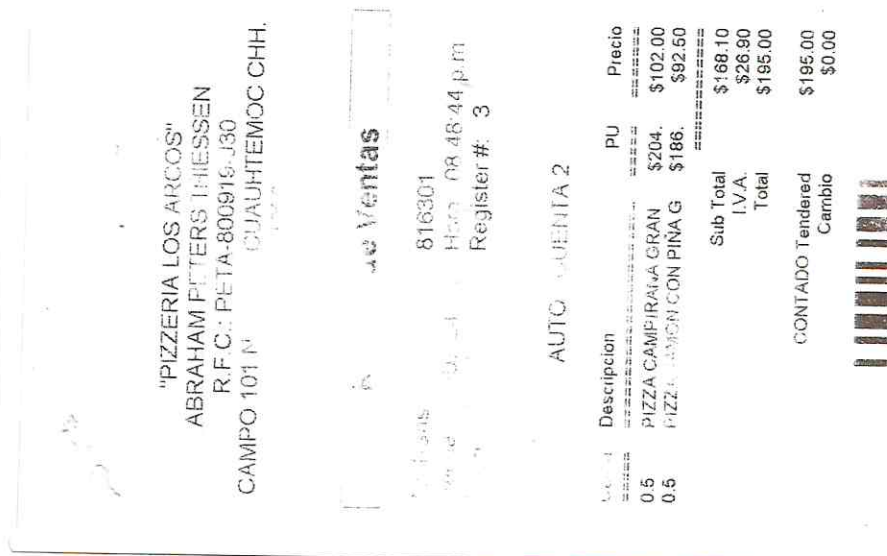 "PIZZERIA LOS ARCOS"
ABRAHAM PETERS THIESSEN
R.F.C.: PETA-800919-J30
CAMPO 101 N CUAUHTEMOC CHH.
de Ventas
816301
Hora 08:48:44 p.m
Register #: 3
AUTO CUENTA 2
Descripcion PU Precio
===== ==================== ===== =======
0.5 PIZZA CAMPIRANA GRAN $204. $102.00
0.5 PIZZA JAMON CON PIÑA G $186. $92.50
===========
Sub Total $168.10
I.V.A. $26.90
Total $195.00
CONTADO Tendered $195.00
Cambio $0.00